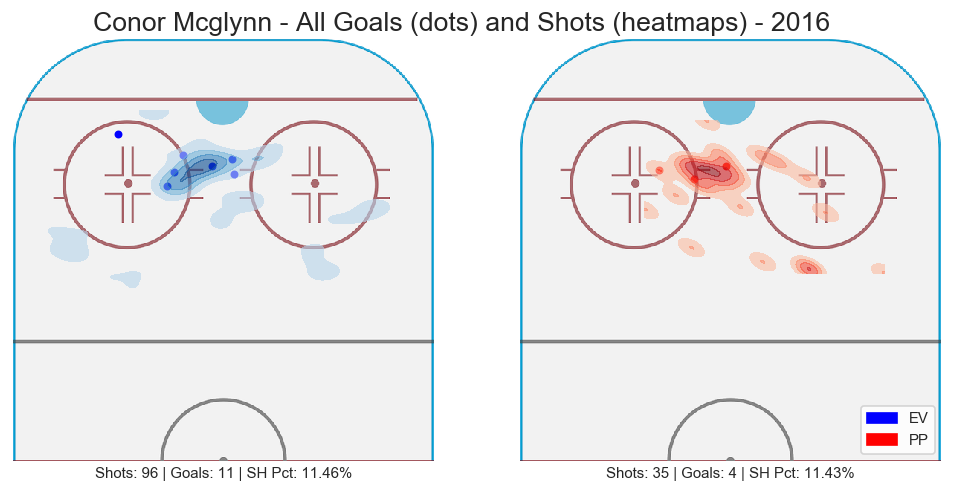 Conor Mcglynn - All Goals (dots) and Shots (heatmaps) - 2016
EV
PP
Shots: 96 | Goals: 11 | SH Pct: 11.46%
Shots: 35 | Goals: 4 | SH Pct: 11.43%